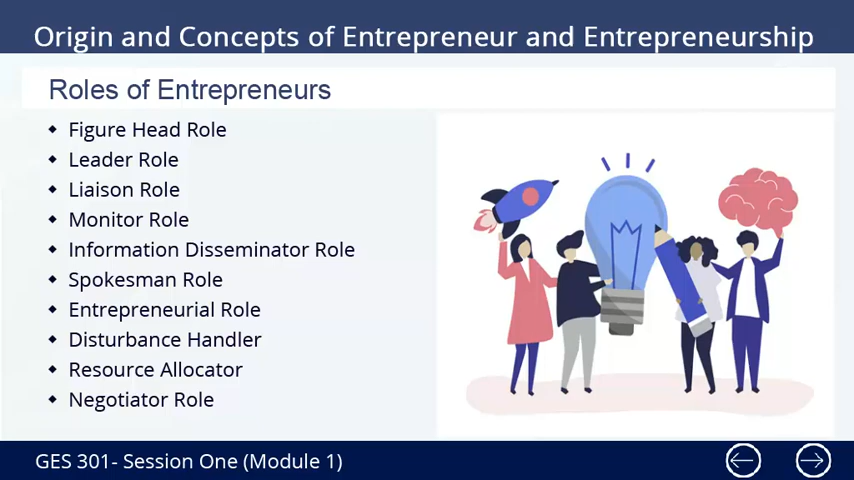 Origin and Concepts of Entrepreneur and Entrepreneurship
Roles of Entrepreneurs
Figure Head Role
Leader Role
Liaison Role
Monitor Role
Information Disseminator Role
Spokesman Role
Entrepreneurial Role
Disturbance Handler
Resource Allocator
Negotiator Role
GES 301- Session One (Module 1)